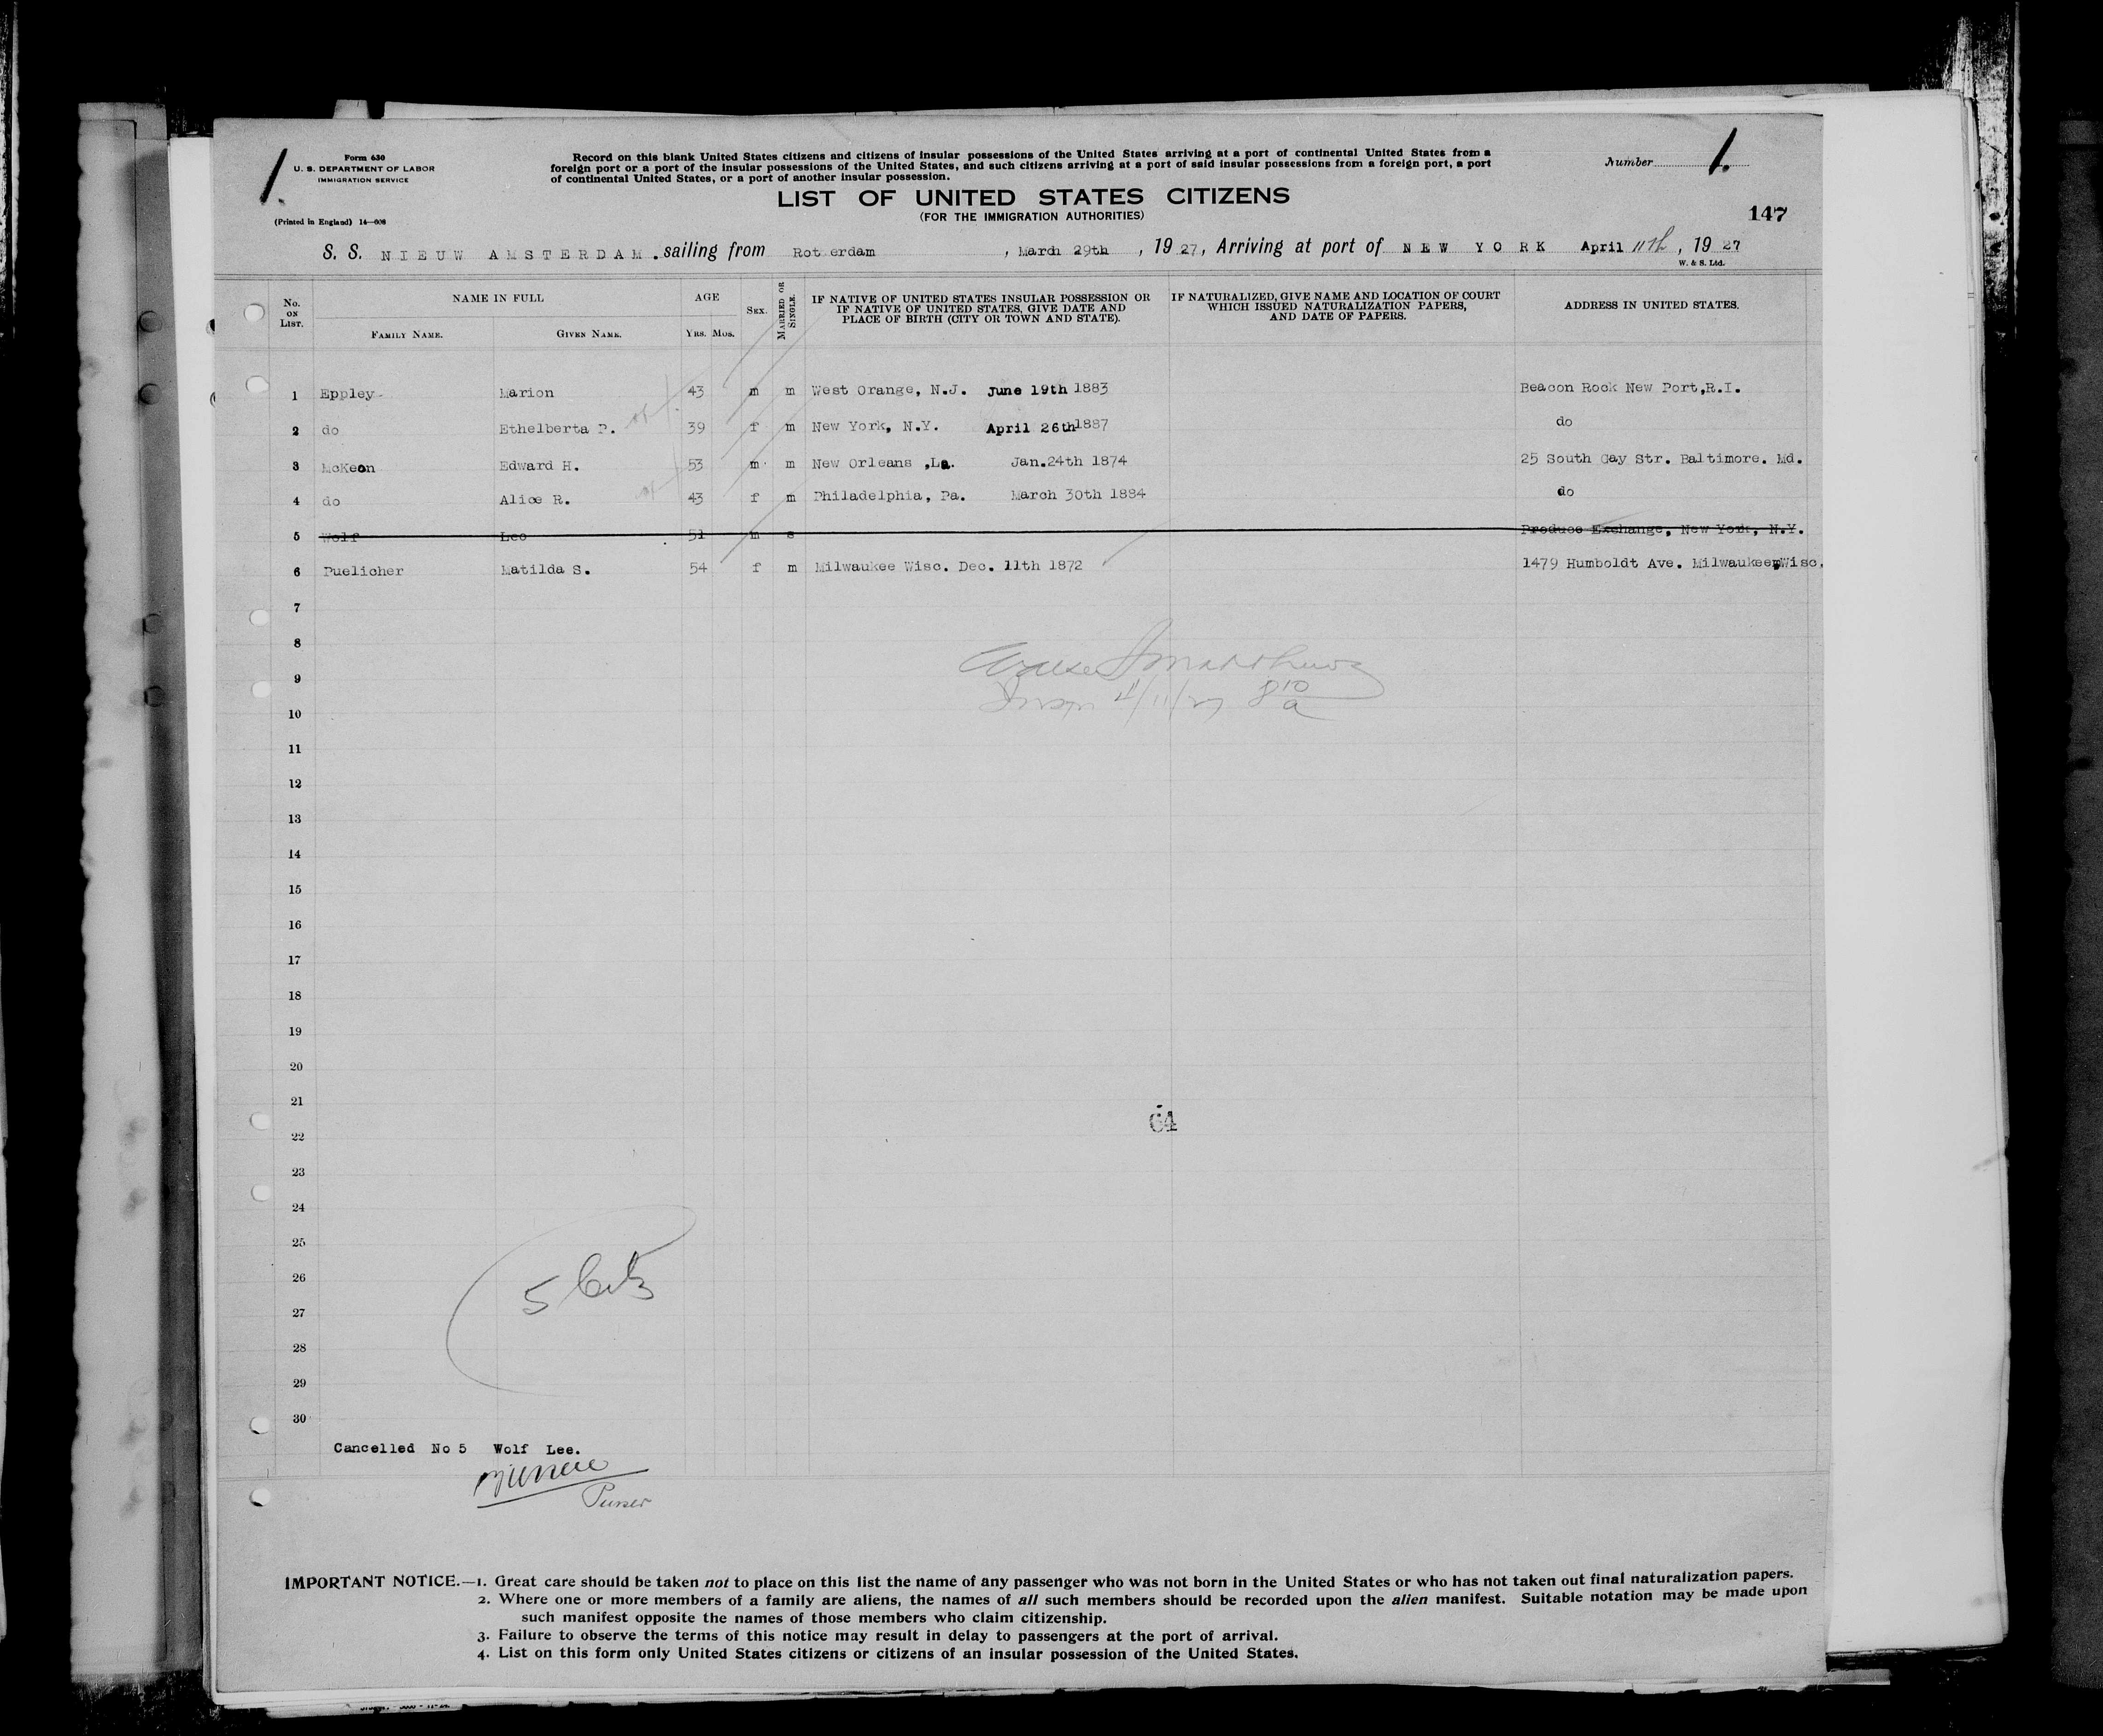 1.
Form 630
U. S. DEPARTMENT OF LABOR
IMMIGRATION SERVICE
(Printed in England) 14—608
Record on this blank United States citizens and citizens of insular possessions of the United States arriving at a port of continental United States from a
foreign port or a port of the insular possessions of the United States, and such citizens arriving at a port of said insular possessions from a foreign port, a port
of continental United States, or a port of another insular possession.
Number 1.
LIST OF UNITED STATES CITIZENS
(FOR THE IMMIGRATION AUTHORITIES)
147
S. S. NIEUW AMSTERDAM. sailing from Rotterdam , March 29th , 19 27, Arriving at port of NEW YORK April 11th , 19 27
W. & S. Ltd.
No. ON LIST. NAME IN FULL FAMILY NAME. GIVEN NAME. AGE YRS. MOS. SEX. MARRIED OR SINGLE. IF NATIVE OF UNITED STATES INSULAR POSSESSION OR IF NATIVE OF UNITED STATES, GIVE DATE AND PLACE OF BIRTH (CITY OR TOWN AND STATE). IF NATURALIZED, GIVE NAME AND LOCATION OF COURT WHICH ISSUED NATURALIZATION PAPERS, AND DATE OF PAPERS. ADDRESS IN UNITED STATES.
1 Eppley Marion 43 m m West Orange, N.J. June 19th 1883 Beacon Rock New Port,R.I.
2 do Ethelberta P. 39 f m New York, N.Y. April 26th 1887 do
3 McKeon Edward H. 53 m m New Orleans ,La. Jan.24th 1874 25 South Gay Str. Baltimore. Md.
4 do Alice R. 43 f m Philadelphia, Pa. March 30th 1884 do
5 Wolf Leo 51 m s Produce Exchange, New York, N.Y.
6 Puelicher Matilda S. 54 f m Milwaukee Wisc. Dec. 11th 1872 1479 Humboldt Ave. Milwaukee,Wisc.
7
8
9
Insp 4/11/27 8 10 a
10
11
12
13
14
15
16
17
18
19
20
21
64
22
23
24
25
26
5 Citz
27
28
29
30
Cancelled No 5 Wolf Lee.
Purser
IMPORTANT NOTICE.—1. Great care should be taken not to place on this list the name of any passenger who was not born in the United States or who has not taken out final naturalization papers.
2. Where one or more members of a family are aliens, the names of all such members should be recorded upon the alien manifest. Suitable notation may be made upon
such manifest opposite the names of those members who claim citizenship.
3. Failure to observe the terms of this notice may result in delay to passengers at the port of arrival.
4. List on this form only United States citizens or citizens of an insular possession of the United States.